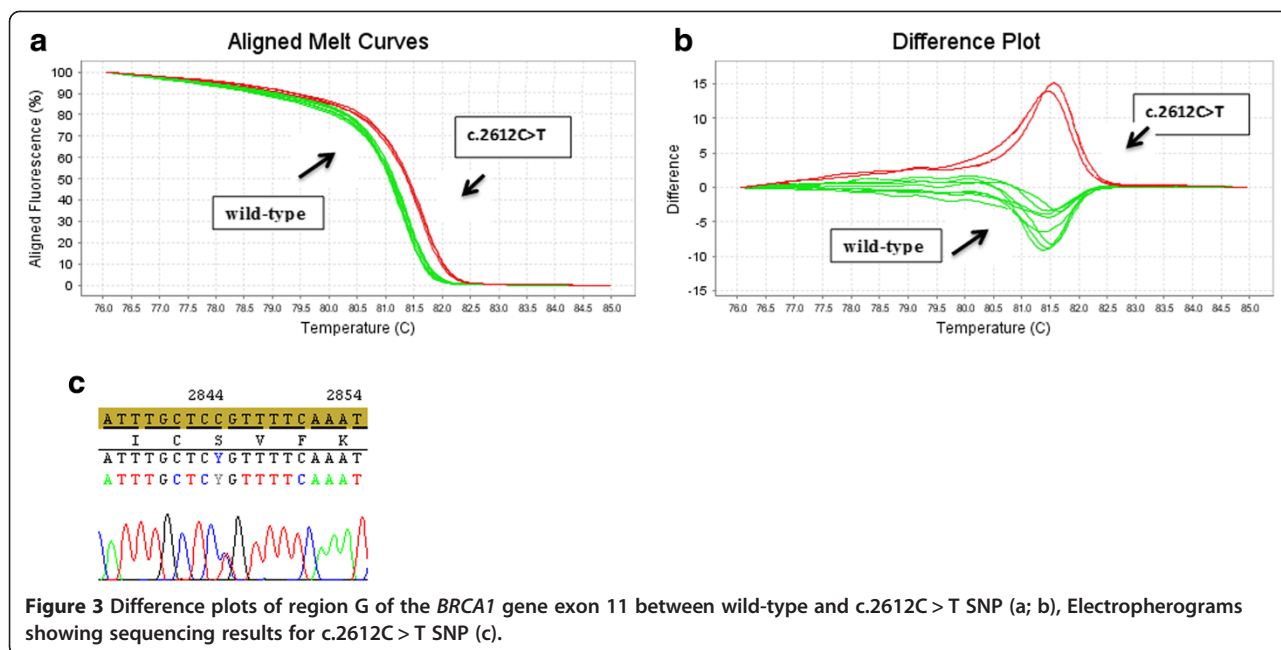 a
Aligned Melt Curves
Aligned Fluorescence (%)
100
90
80
70
60
50
40
30
20
10
0
c.2612C>T
wild-type
76.0 76.5 77.0 77.5 78.0 78.5 79.0 79.5 80.0 80.5 81.0 81.5 82.0 82.5 83.0 83.5 84.0 84.5 85.0
Temperature (C)
b
Difference Plot
Difference
15
10
5
0
-5
-10
-15
c.2612C>T
wild-type
76.0 76.5 77.0 77.5 78.0 78.5 79.0 79.5 80.0 80.5 81.0 81.5 82.0 82.5 83.0 83.5 84.0 84.5 85.0
Temperature (C)
c
2844 2854
ATTTGCTCCGTTTTCAAAT
I C S V F K
ATTTGCTCYGTTTTCAAAT
ATTTGCTCYGTTTTCAAAT
Figure 3 Difference plots of region G of the BRCA1 gene exon 11 between wild-type and c.2612C > T SNP (a; b), Electropherograms
showing sequencing results for c.2612C > T SNP (c).